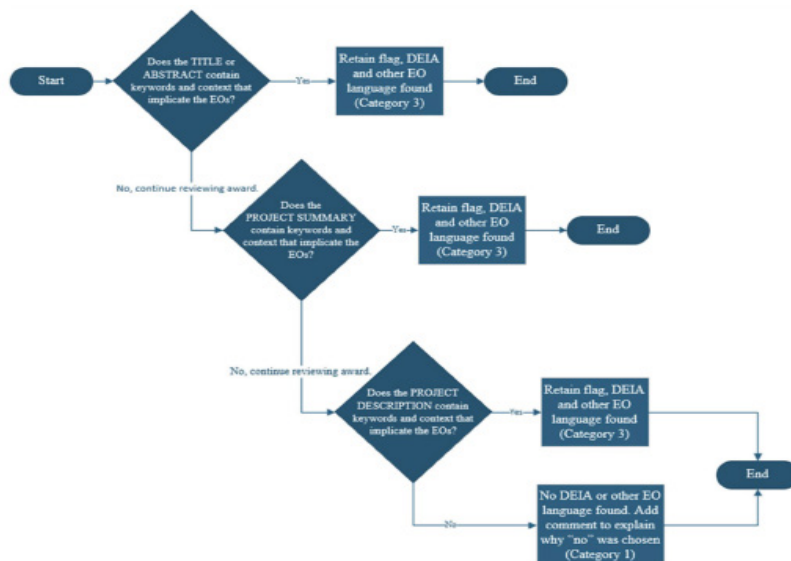 Start
Does the TITLE or
ABSTRACT contain
keywords and context that
implicate the EOs?
Yes
Retain flag, DEIA
and other EO
language found
(Category 3)
End
No, continue reviewing award.
Does the
PROJECT SUMMARY
contain keywords and
context that implicate the
EOs?
Yes
Retain flag, DEIA
and other EO
language found
(Category 3)
End
No, continue reviewing award.
Does the PROJECT
DESCRIPTION contain
keywords and context that
implicate the EOs?
Yes
Retain flag, DEIA
and other EO
language found
(Category 3)
End
No
No DEIA or other EO
language found. Add
comment to explain
why "no" was chosen
(Category 1)